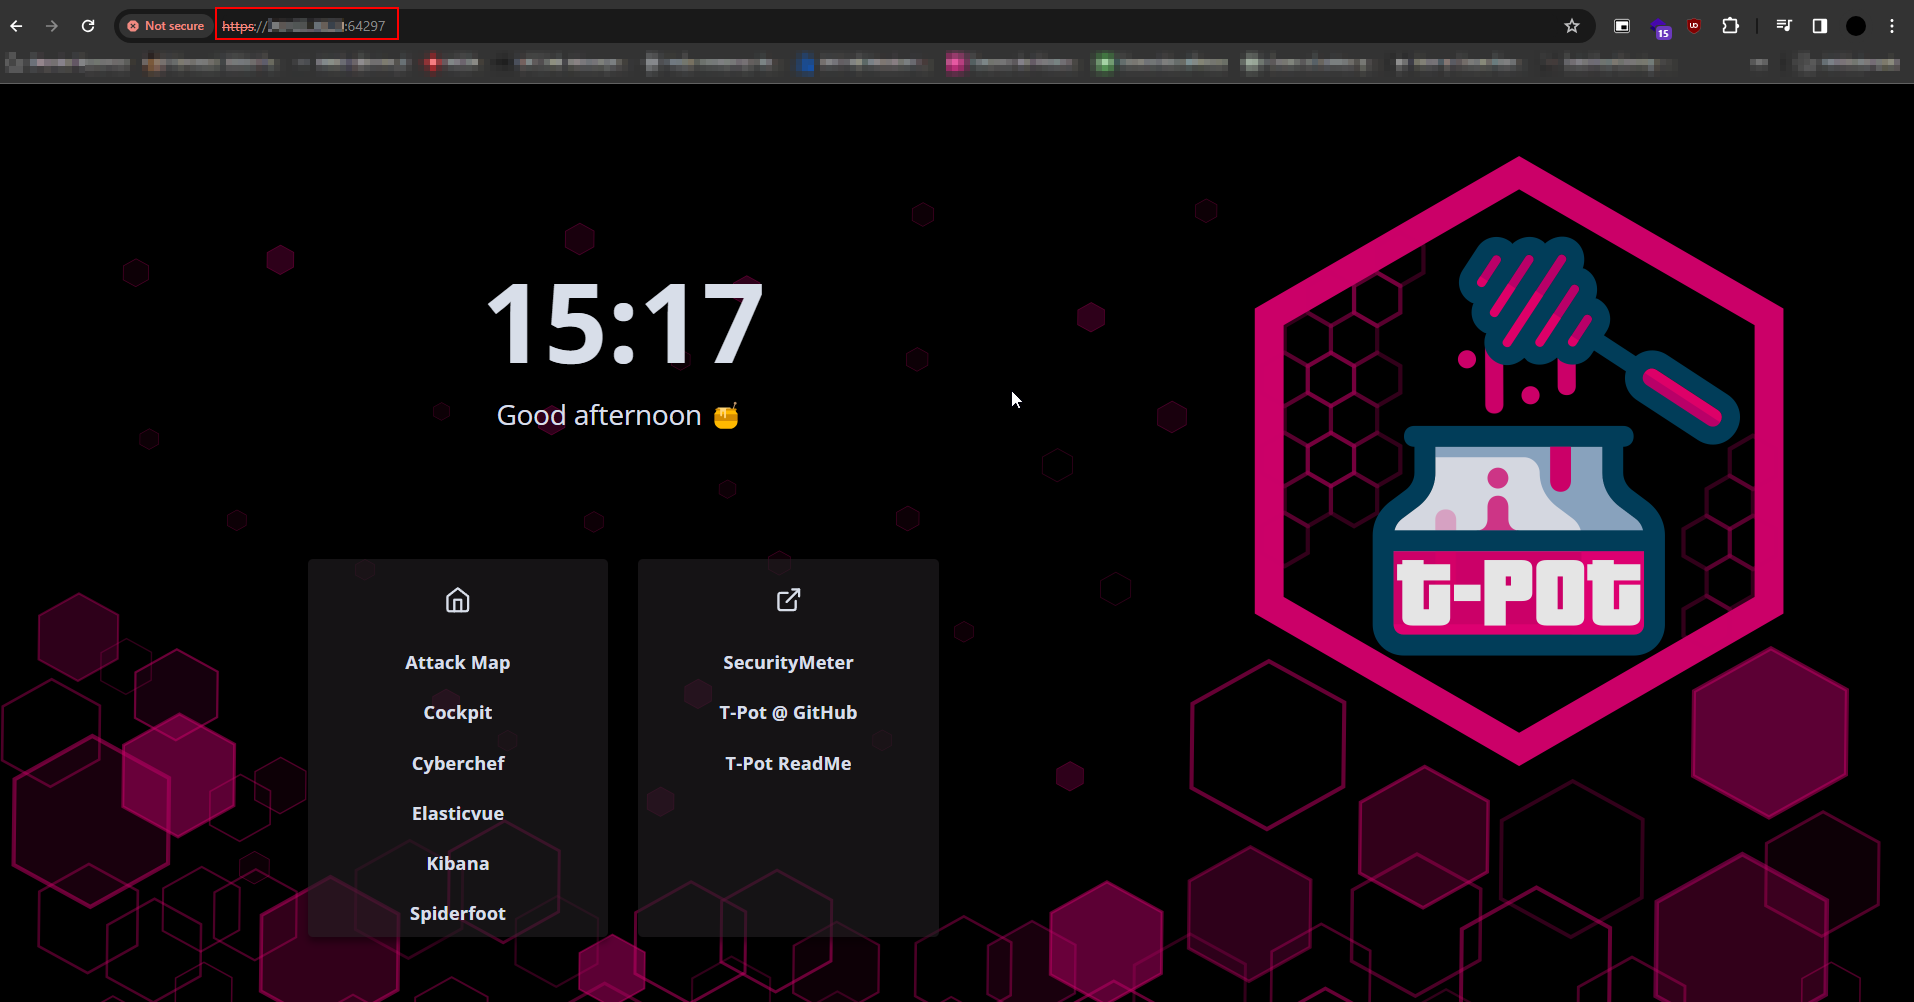 Not secure
https://
:64297
15
15:17
Good afternoon 🍯
Attack Map
Cockpit
Cyberchef
Elasticvue
Kibana
Spiderfoot
SecurityMeter
T-Pot @ GitHub
T-Pot ReadMe
t-pot